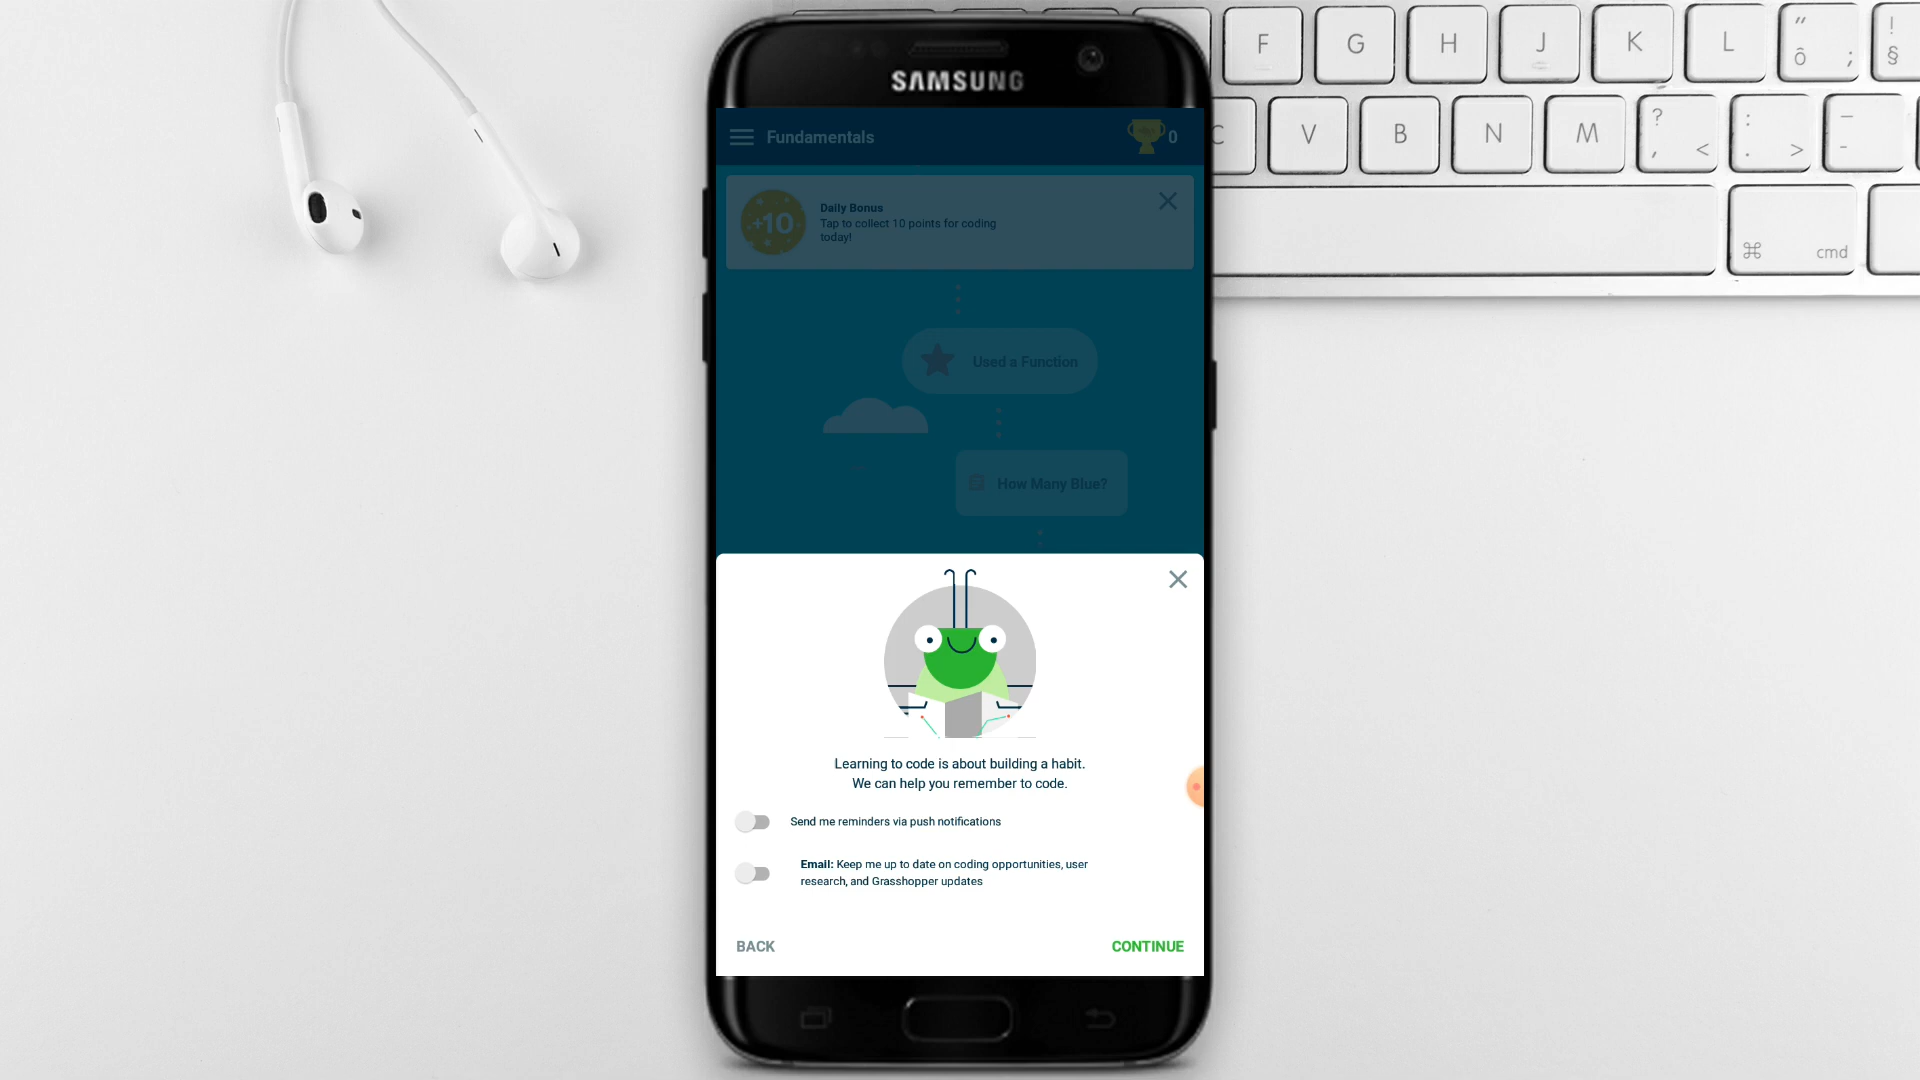 SAMSUNG
Fundamentals
0
+10
Daily Bonus
Tap to collect 10 points for coding
today!
Used a Function
How Many Blue?
Learning to code is about building a habit.
We can help you remember to code.
Send me reminders via push notifications
Email: Keep me up to date on coding opportunities, user
research, and Grasshopper updates
BACK
CONTINUE
F G H J K L “ ô ; ! §
C V B N M ? , < : . > – -
⌘ cmd